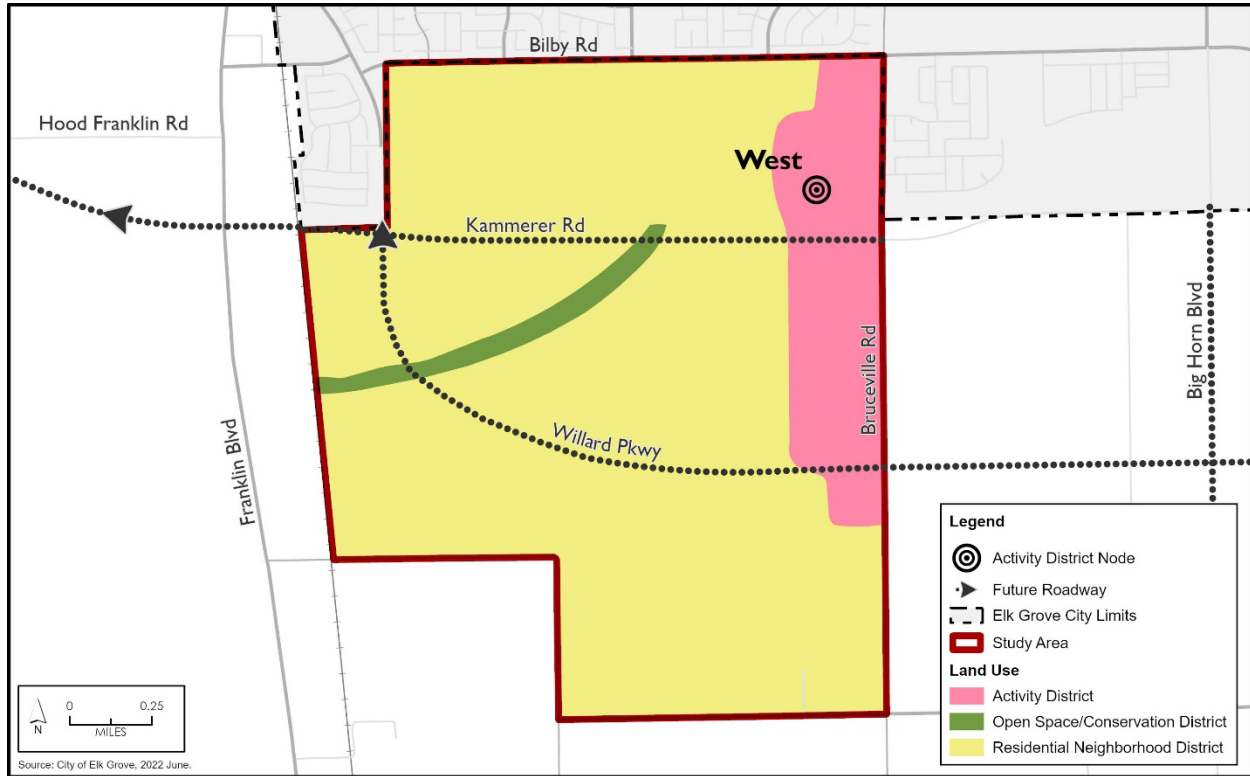 Bilby Rd
Hood Franklin Rd
West
Kammerer Rd
Bruceville Rd
Big Horn Blvd
Franklin Blvd
Willard Pkwy
Legend
Activity District Node
Future Roadway
Elk Grove City Limits
Study Area
Land Use
Activity District
Open Space/Conservation District
Residential Neighborhood District
N
0 0.25
MILES
Source: City of Elk Grove, 2022 June.